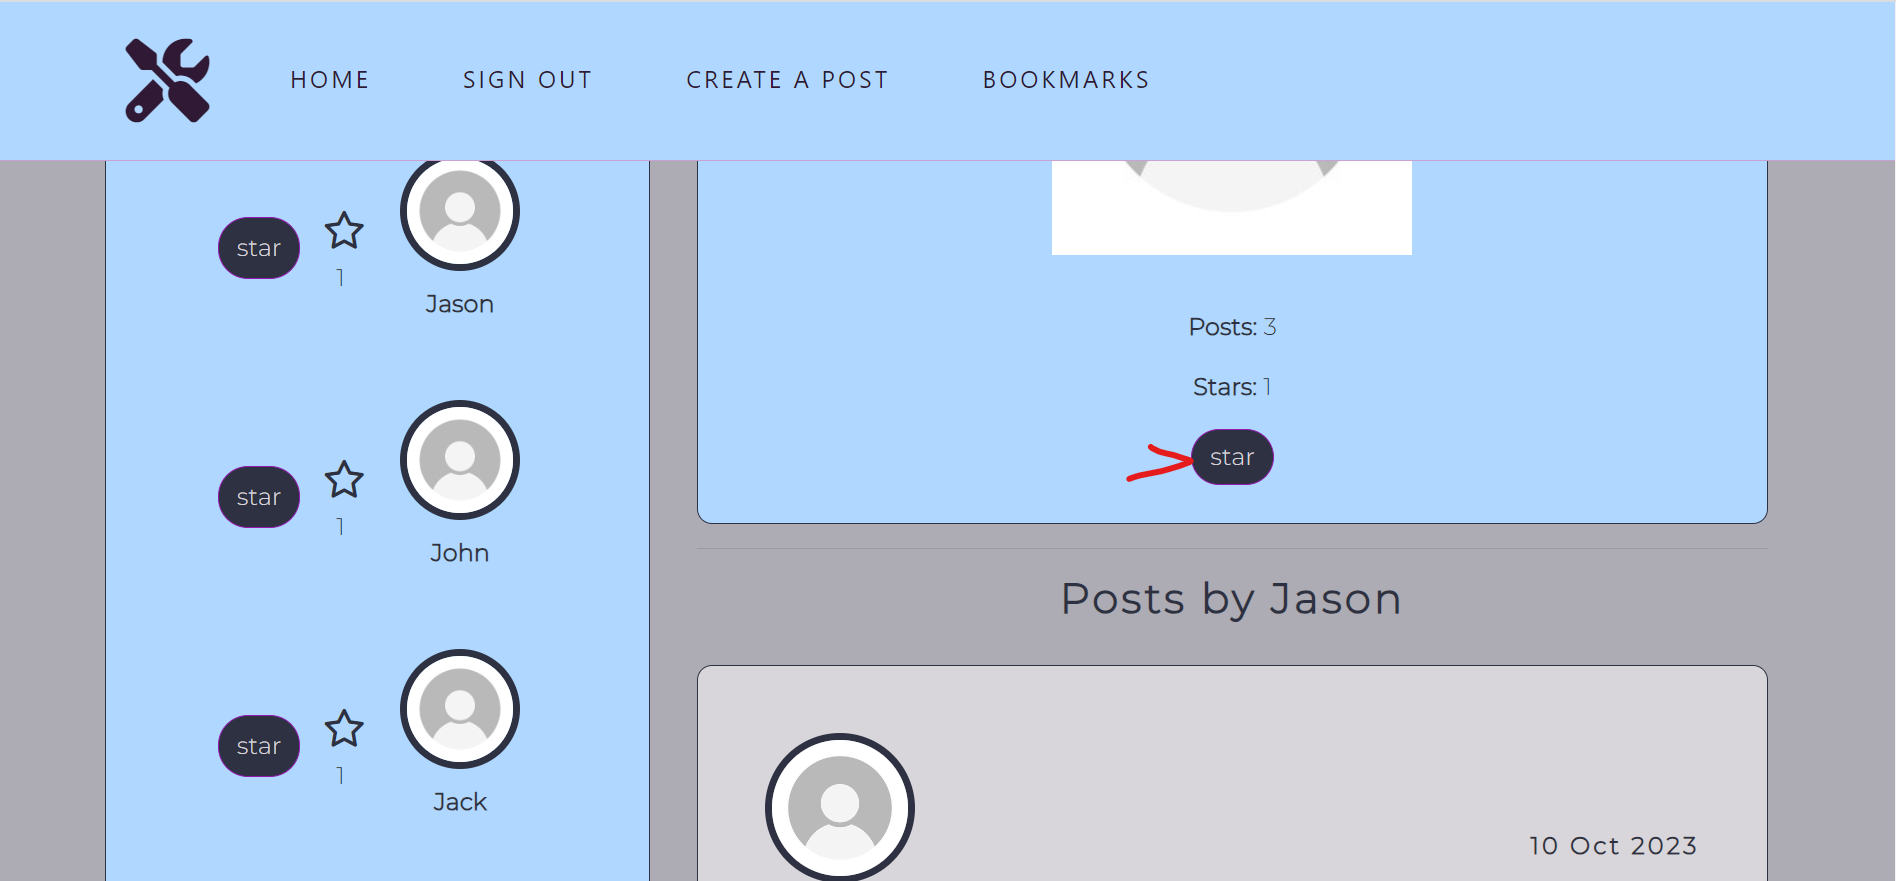 HOME SIGN OUT CREATE A POST BOOKMARKS
star
1
Jason
star
1
John
star
1
Jack
Posts: 3
Stars: 1
star
Posts by Jason
10 Oct 2023